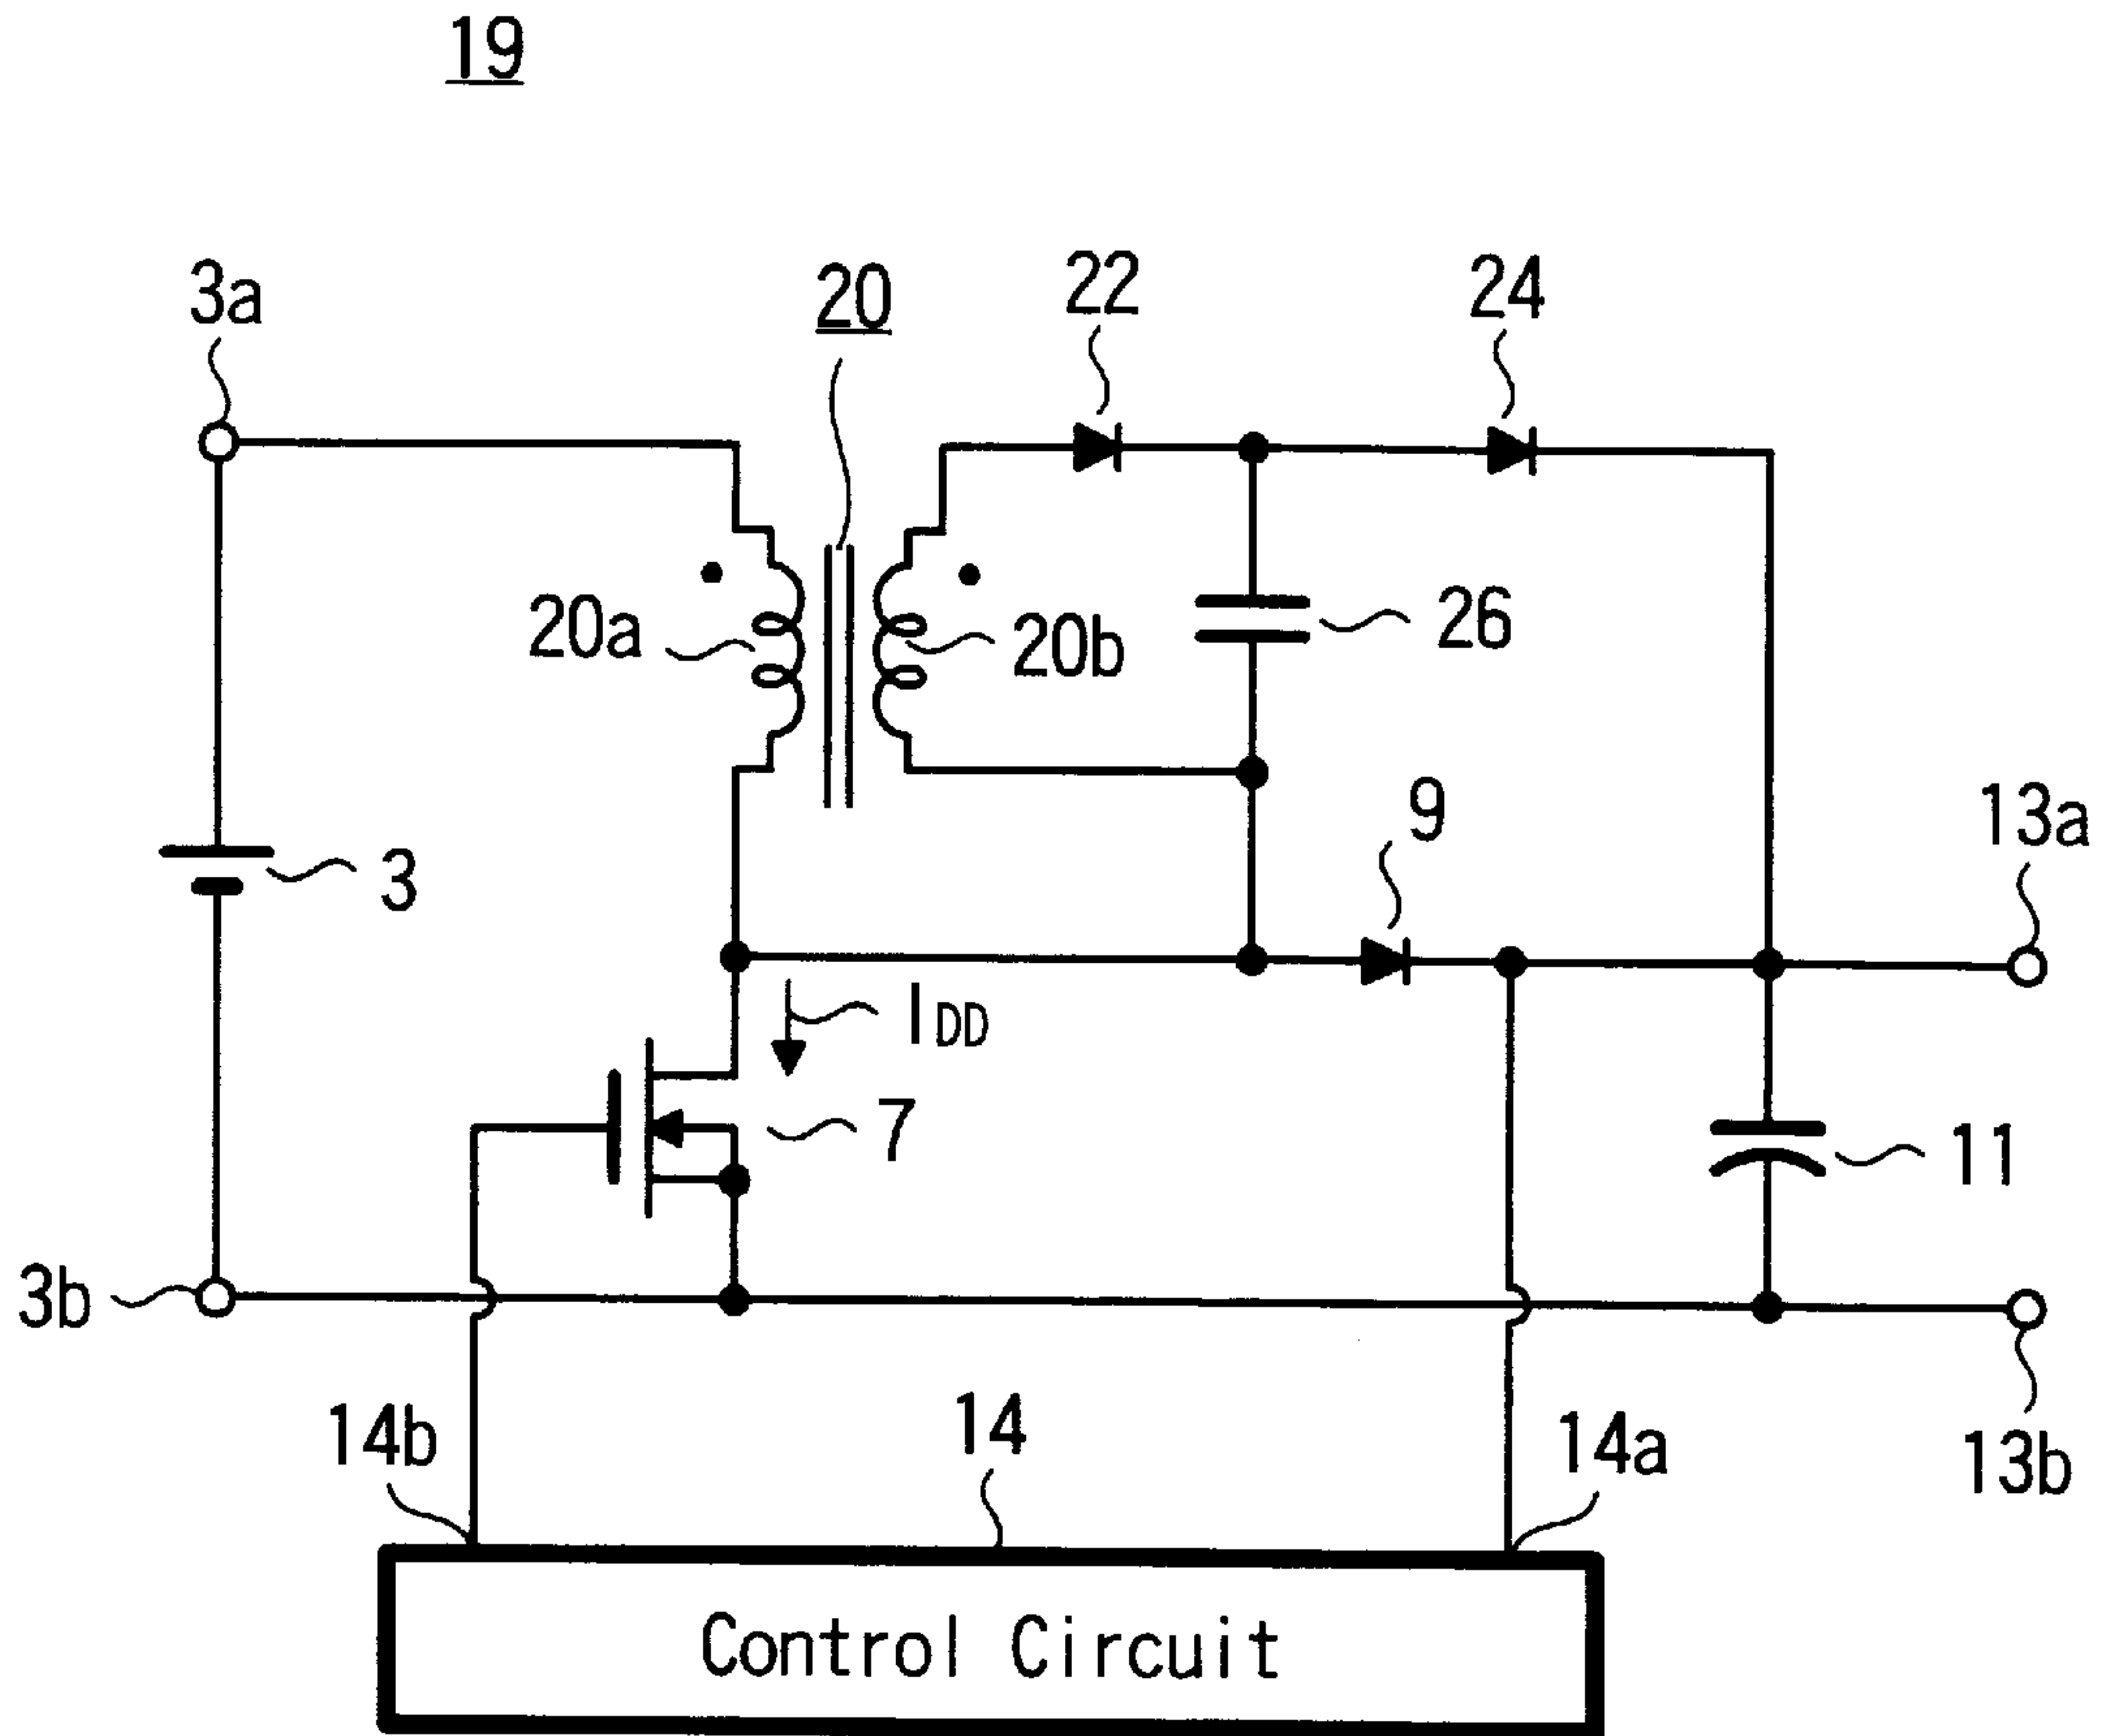 19
3a
20
22
24
20a
20b
26
3
9
13a
IDD
7
11
3b
14b
14
14a
13b
Control Circuit